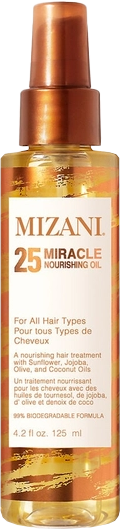 MIZANI.
25 MIRACLE
NOURISHING OIL
For All Hair Types
Pour tous Types de
Cheveux
A nourishing hair treatment
with Sunflower, Jojoba,
Olive, and Coconut Oils
Un traitement nourrissant
pour les cheveux avec des
huiles de tournesol, de jojoba,
d' olive et de noix de coco
99% BIODEGRADABLE FORMULA
4.2 fl. oz. 125 ml